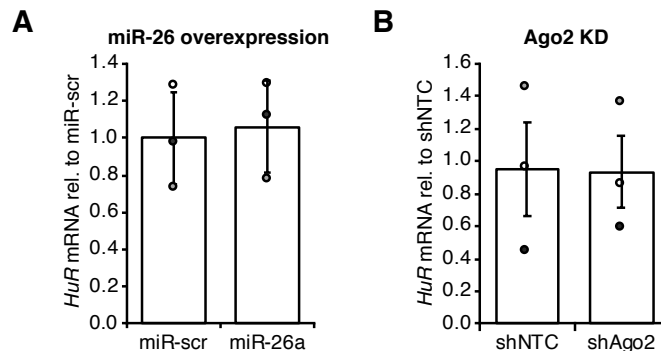 A
miR-26 overexpression
HuR mRNA rel. to miR-scr
1.4
1.2
1.0
0.8
0.6
0.4
0.2
0.0
miR-scr miR-26a
B
Ago2 KD
HuR mRNA rel. to shNTC
1.6
1.4
1.2
1.0
0.8
0.6
0.4
0.2
0.0
shNTC shAgo2